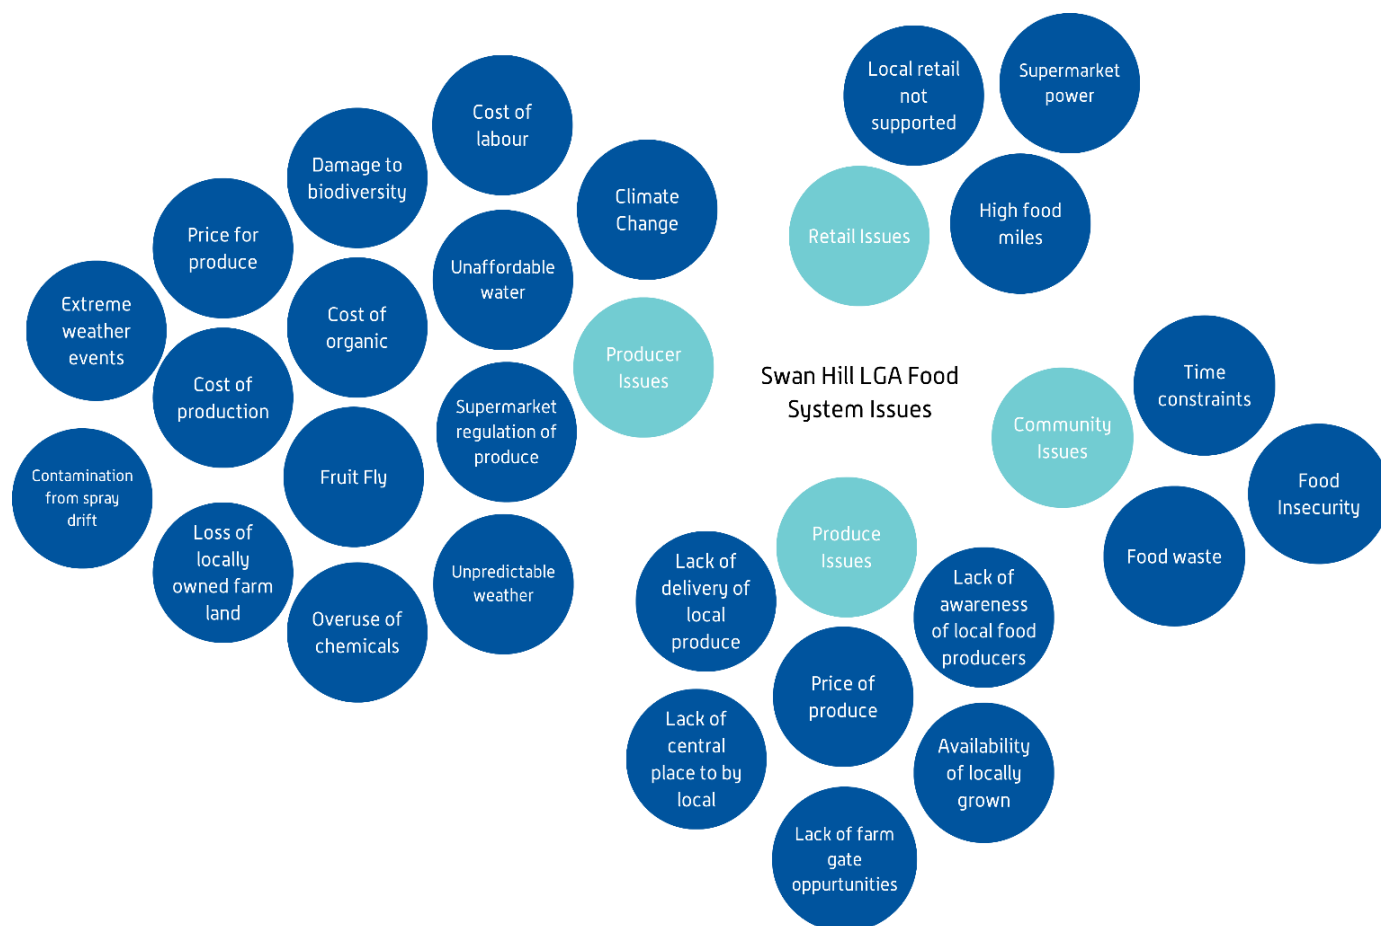 Swan Hill LGA Food
System Issues
Producer
Issues
Climate
Change
Cost of
labour
Unaffordable
water
Supermarket
regulation of
produce
Unpredictable
weather
Damage to
biodiversity
Cost of
organic
Fruit Fly
Overuse of
chemicals
Price for
produce
Cost of
production
Loss of
locally
owned farm
land
Extreme
weather
events
Contamination
from spray
drift
Retail Issues
Local retail
not
supported
Supermarket
power
High food
miles
Community
Issues
Time
constraints
Food
Insecurity
Food waste
Produce
Issues
Lack of
delivery of
local
produce
Price of
produce
Lack of
awareness
of local food
producers
Lack of
central
place to by
local
Availability
of locally
grown
Lack of farm
gate
oppurtunities